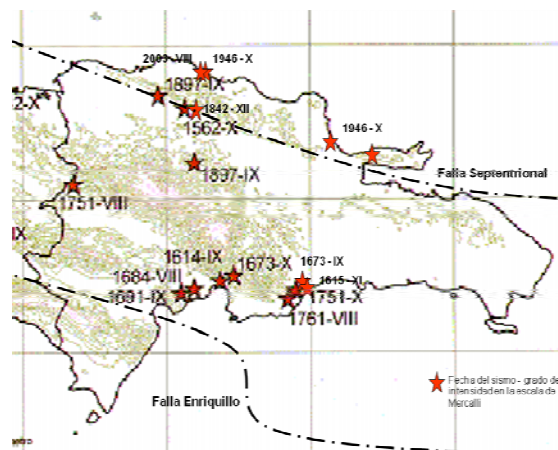 2003-VIII
1946-X
1897-IX
2-X
1842-XII
1562-X
1946-X
Falla Septentrional
1897-IX
1751-VIII
IX
1614-IX
1673-X
1673-IX
1684-VIII
1615-XI
1691-IX
1751-X
1761-VIII
Fecha del sismo - grado de
intensidad en la escala de
Mercalli
Falla Enriquillo